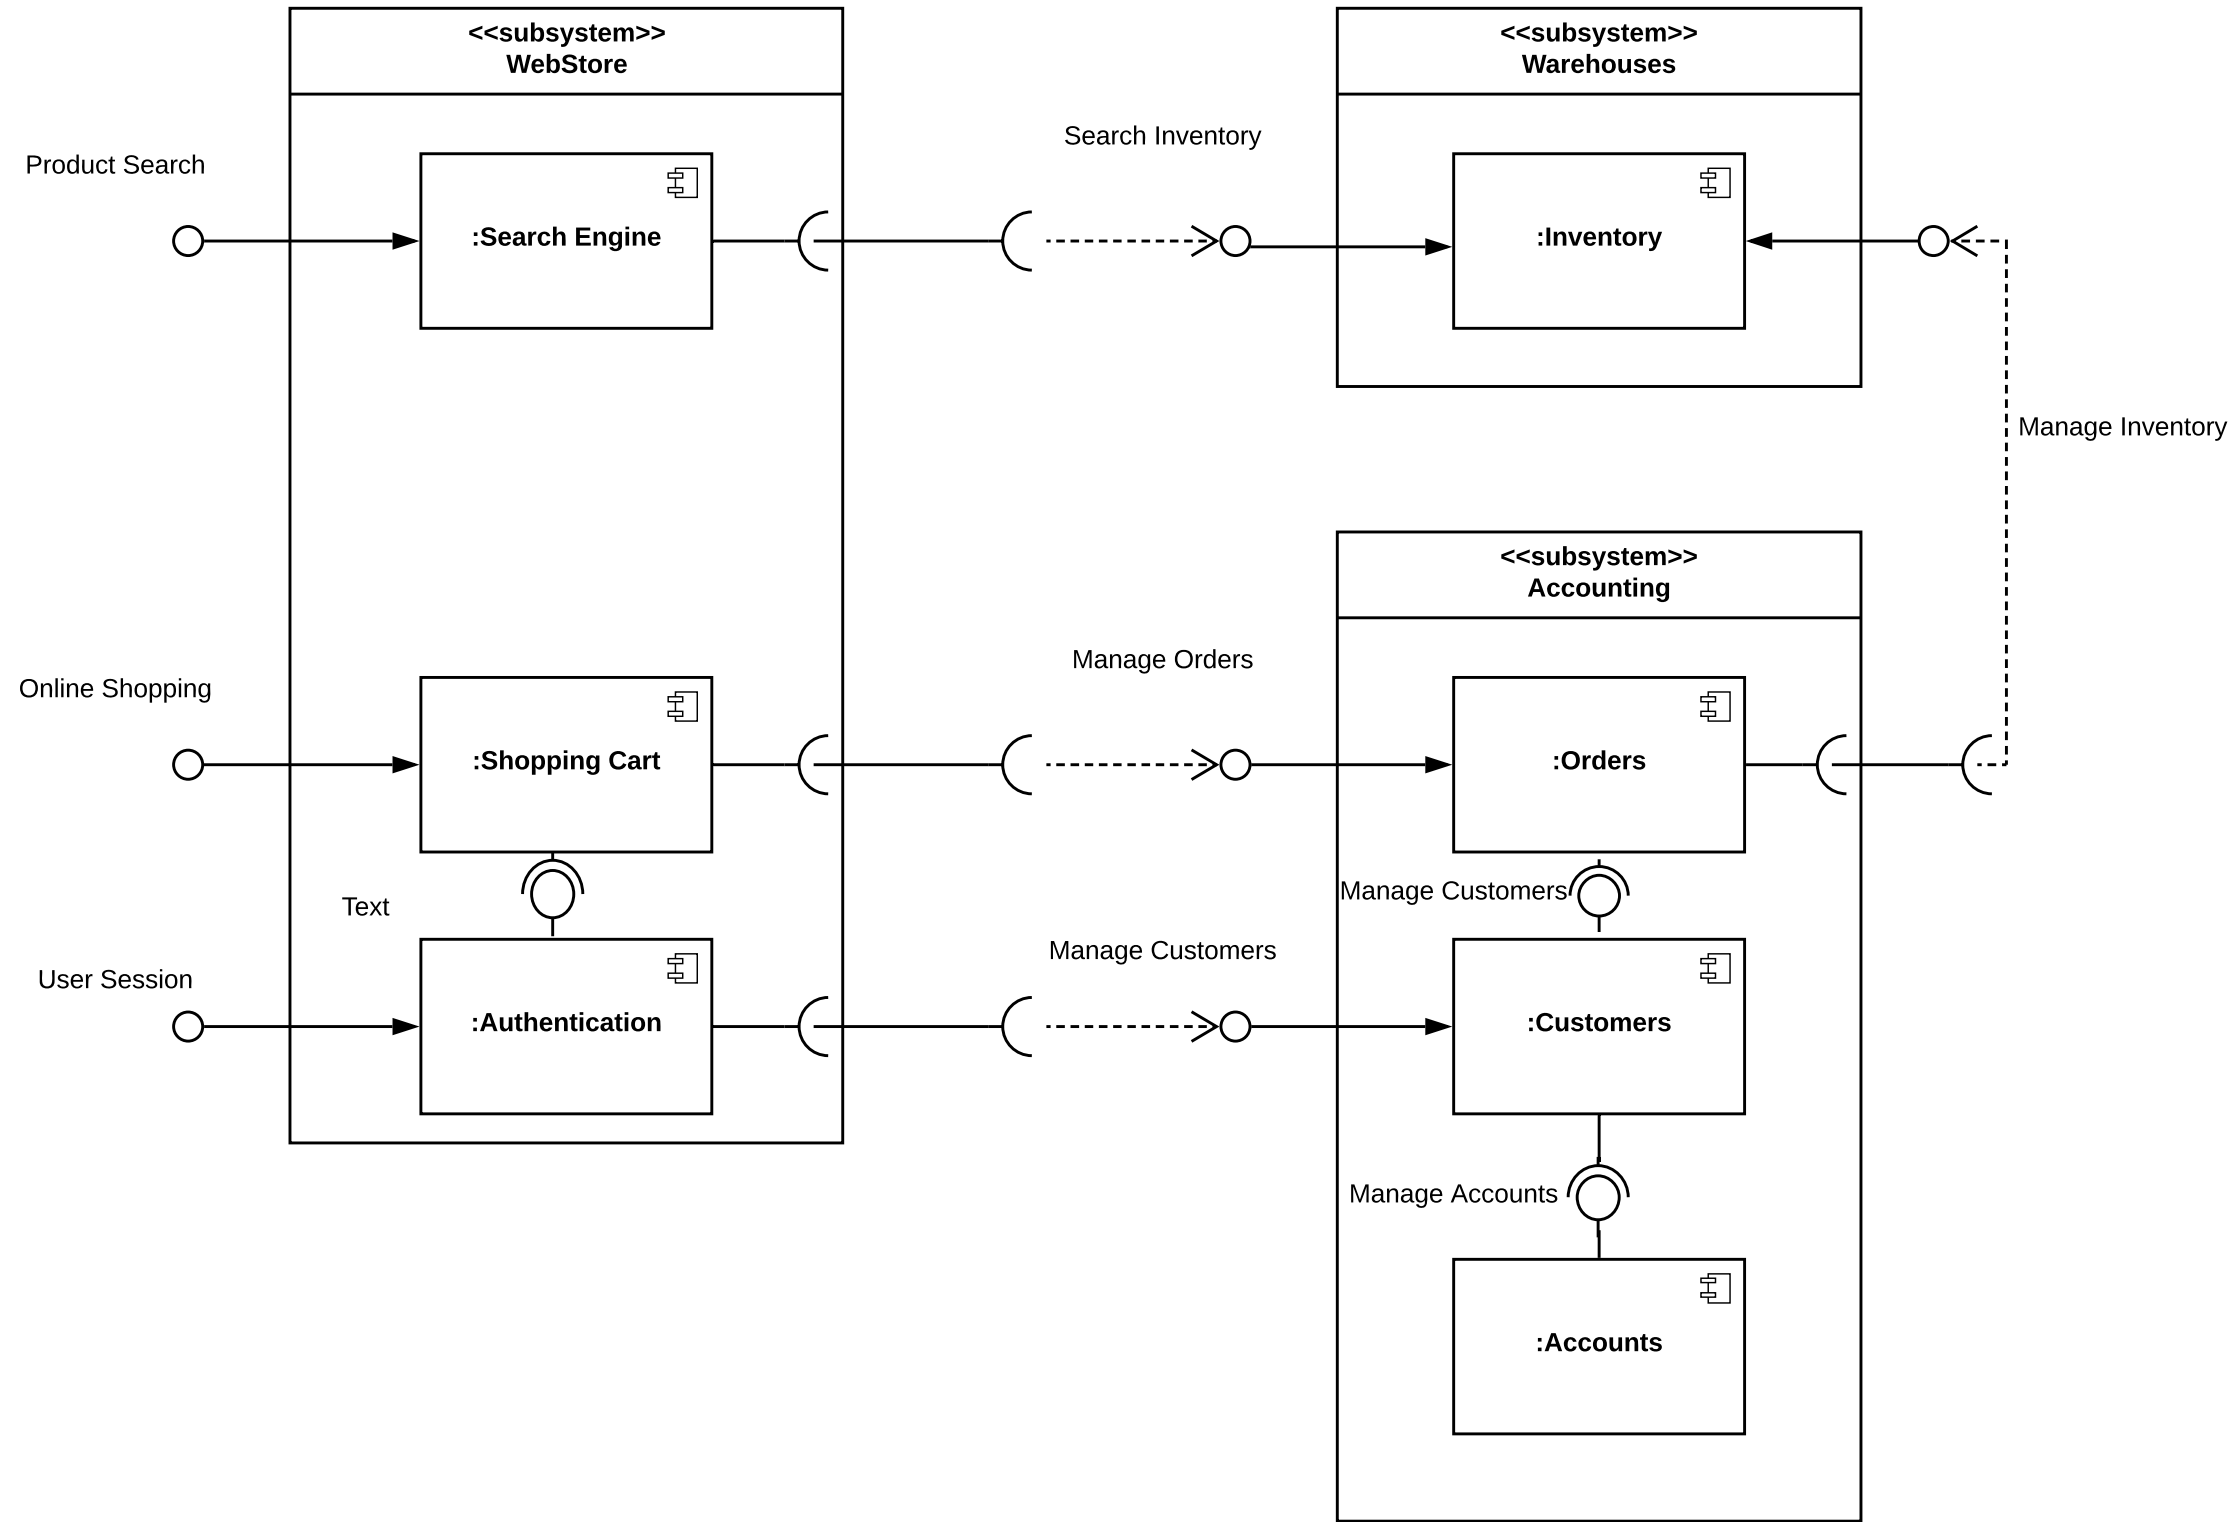 <<subsystem>>
WebStore
<<subsystem>>
Warehouses
Search Inventory
Product Search
:Search Engine
:Inventory
Manage Inventory
<<subsystem>>
Accounting
Manage Orders
Online Shopping
:Shopping Cart
:Orders
Manage Customers
Text
Manage Customers
User Session
:Authentication
:Customers
Manage Accounts
:Accounts